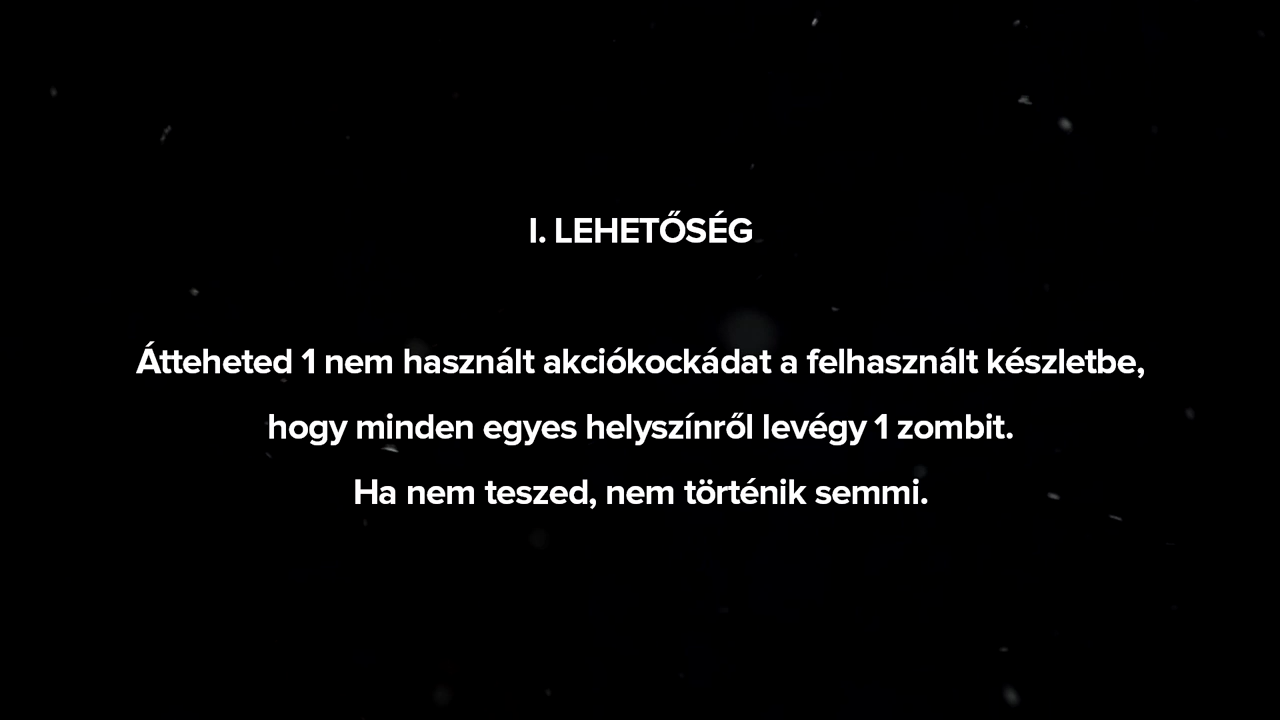 I. LEHETŐSÉG
Átteheted 1 nem használt akciókockádat a felhasznált készletbe,
hogy minden egyes helyszínről levégy 1 zombit.
Ha nem teszed, nem történik semmi.